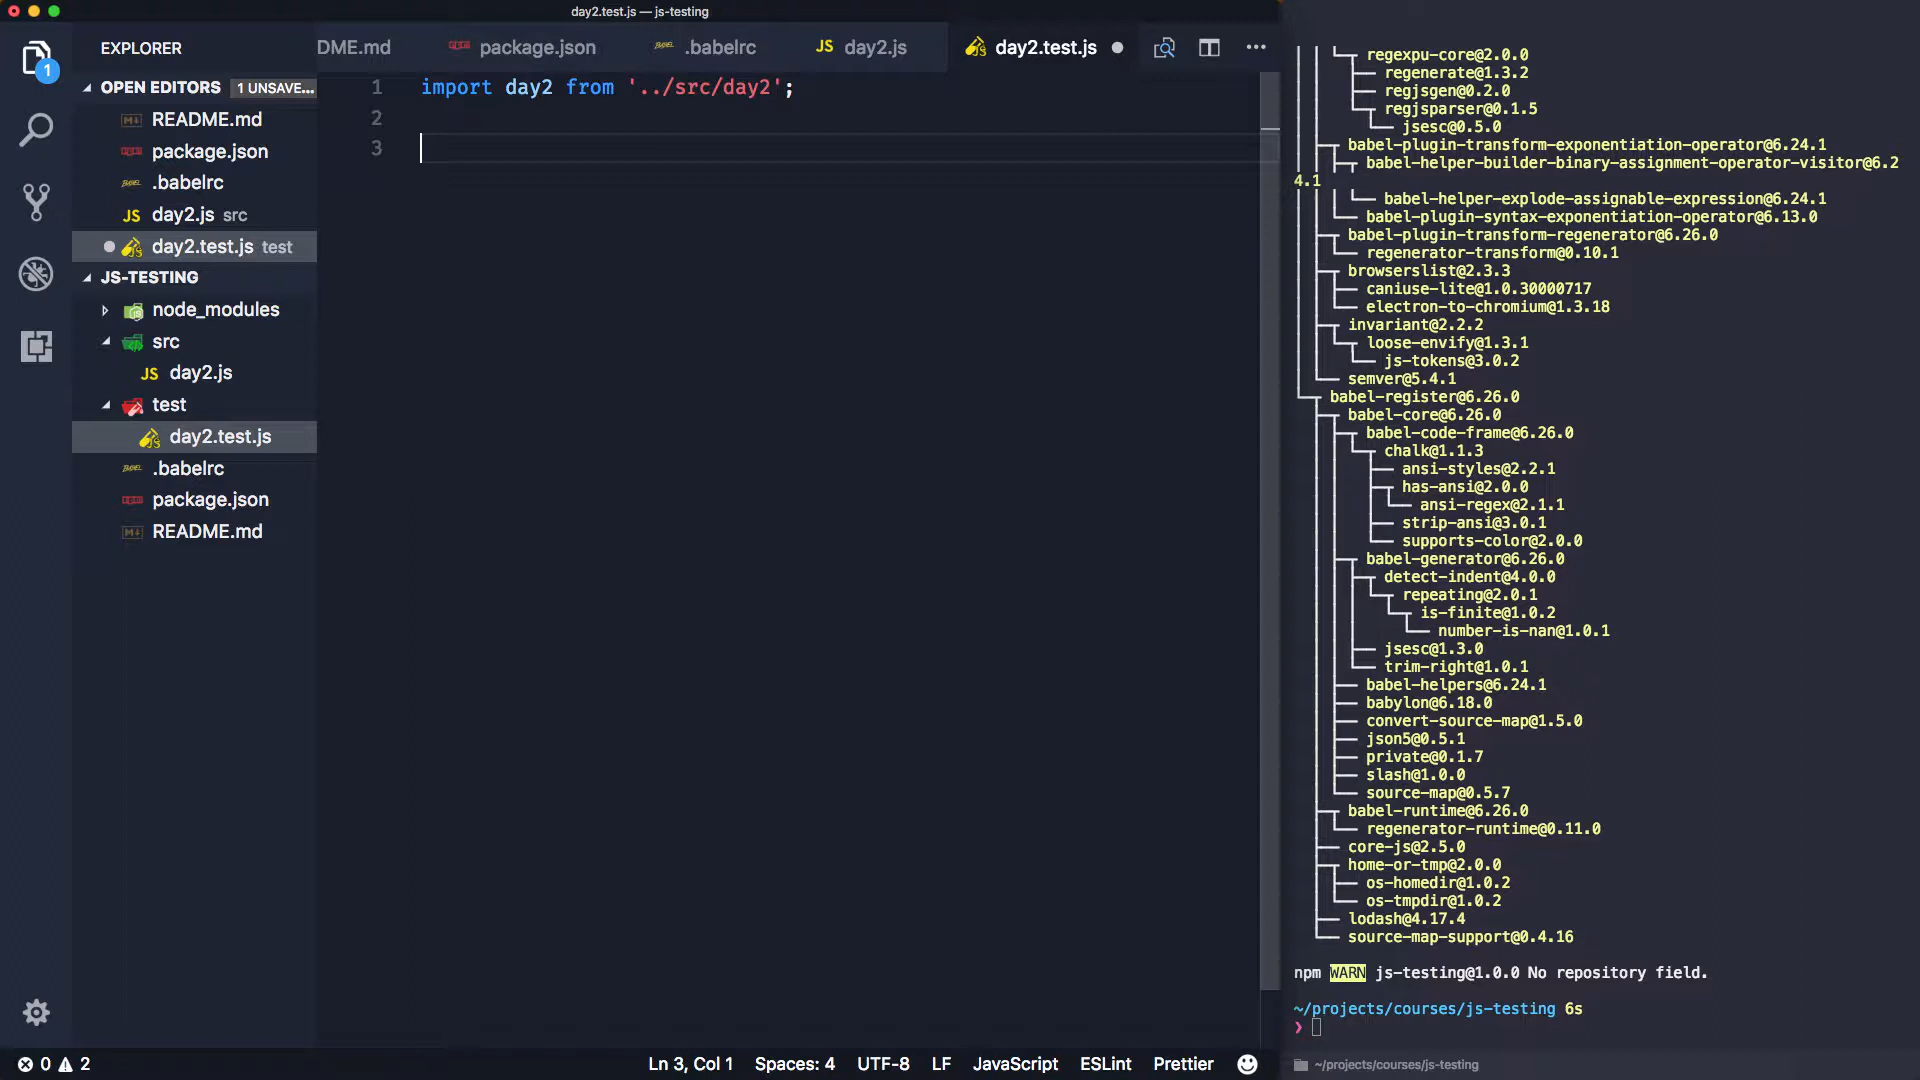 day2.test.js — js-testing
EXPLORER
OPEN EDITORS 1 UNSAVE...
README.md
package.json
.babelrc
JS day2.js src
day2.test.js test
JS-TESTING
node_modules
src
JS day2.js
test
day2.test.js
.babelrc
package.json
README.md
1
DME.md package.json .babelrc JS day2.js day2.test.js
1 import day2 from '../src/day2';
2
3
regexpu-core@2.0.0
regenerate@1.3.2
regjsgen@0.2.0
regjsparser@0.1.5
jsesc@0.5.0
babel-plugin-transform-exponentiation-operator@6.24.1
babel-helper-builder-binary-assignment-operator-visitor@6.2
4.1
babel-helper-explode-assignable-expression@6.24.1
babel-plugin-syntax-exponentiation-operator@6.13.0
babel-plugin-transform-regenerator@6.26.0
regenerator-transform@0.10.1
browserslist@2.3.3
caniuse-lite@1.0.30000717
electron-to-chromium@1.3.18
invariant@2.2.2
loose-envify@1.3.1
js-tokens@3.0.2
semver@5.4.1
babel-register@6.26.0
babel-core@6.26.0
babel-code-frame@6.26.0
chalk@1.1.3
ansi-styles@2.2.1
has-ansi@2.0.0
ansi-regex@2.1.1
strip-ansi@3.0.1
supports-color@2.0.0
babel-generator@6.26.0
detect-indent@4.0.0
repeating@2.0.1
is-finite@1.0.2
number-is-nan@1.0.1
jsesc@1.3.0
trim-right@1.0.1
babel-helpers@6.24.1
babylon@6.18.0
convert-source-map@1.5.0
json5@0.5.1
private@0.1.7
slash@1.0.0
source-map@0.5.7
babel-runtime@6.26.0
regenerator-runtime@0.11.0
core-js@2.5.0
home-or-tmp@2.0.0
os-homedir@1.0.2
os-tmpdir@1.0.2
lodash@4.17.4
source-map-support@0.4.16
npm WARN js-testing@1.0.0 No repository field.
~/projects/courses/js-testing 6s
❯
0 2 Ln 3, Col 1 Spaces: 4 UTF-8 LF JavaScript ESLint Prettier
~/projects/courses/js-testing